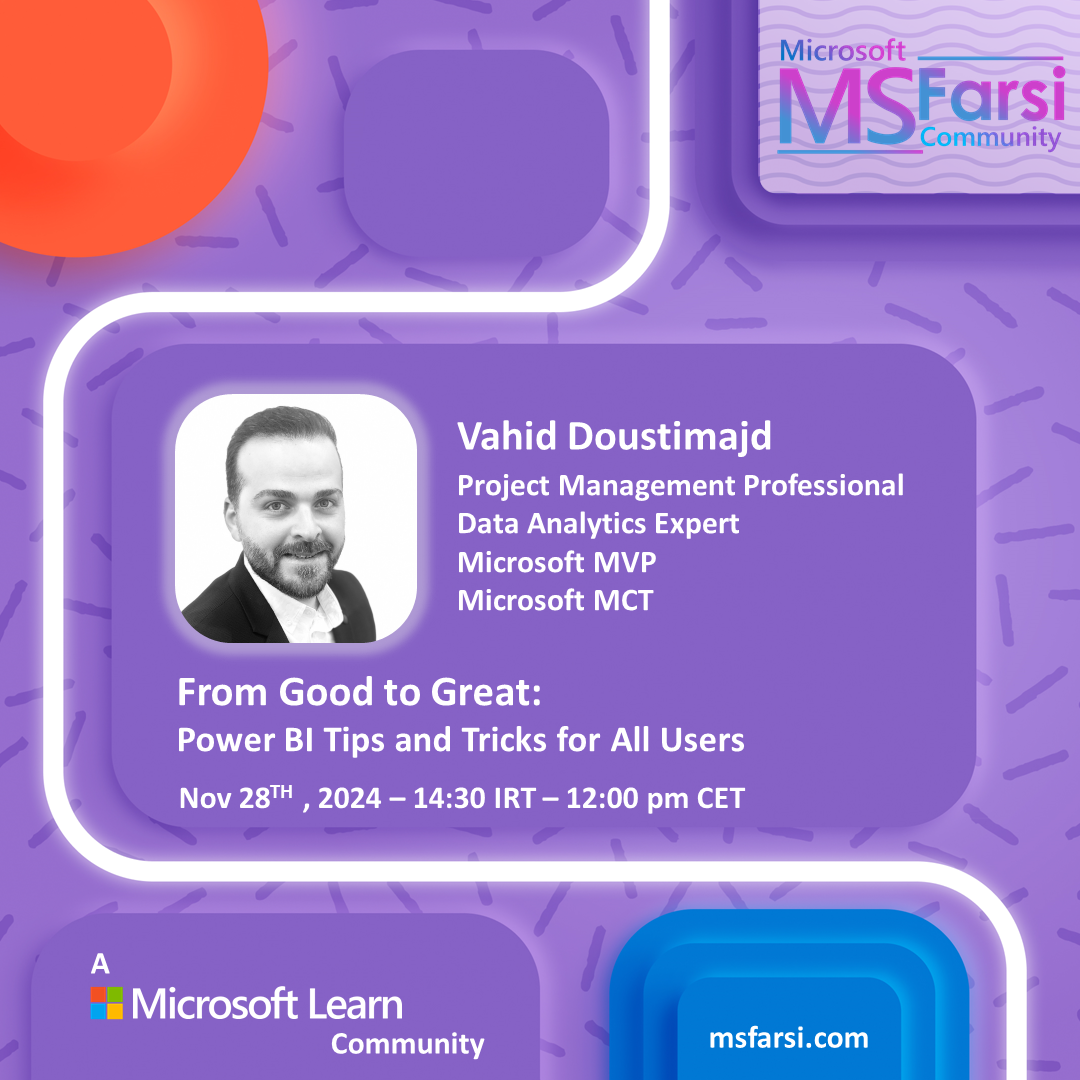 Microsoft
MSFarsi
Community
Vahid Doustimajd
Project Management Professional
Data Analytics Expert
Microsoft MVP
Microsoft MCT
From Good to Great:
Power BI Tips and Tricks for All Users
Nov 28TH , 2024 – 14:30 IRT – 12:00 pm CET
A
Microsoft Learn
Community
msfarsi.com